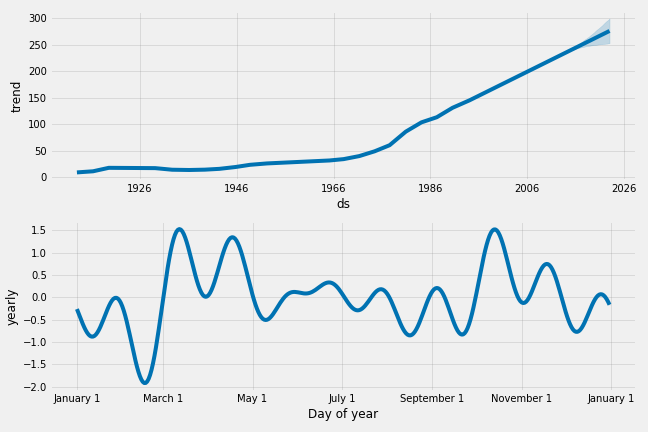 300
250
200
150
100
50
0
trend
1926
1946
1966
1986
2006
2026
ds
1.5
1.0
0.5
0.0
−0.5
−1.0
−1.5
−2.0
yearly
January 1
March 1
May 1
July 1
September 1
November 1
January 1
Day of year